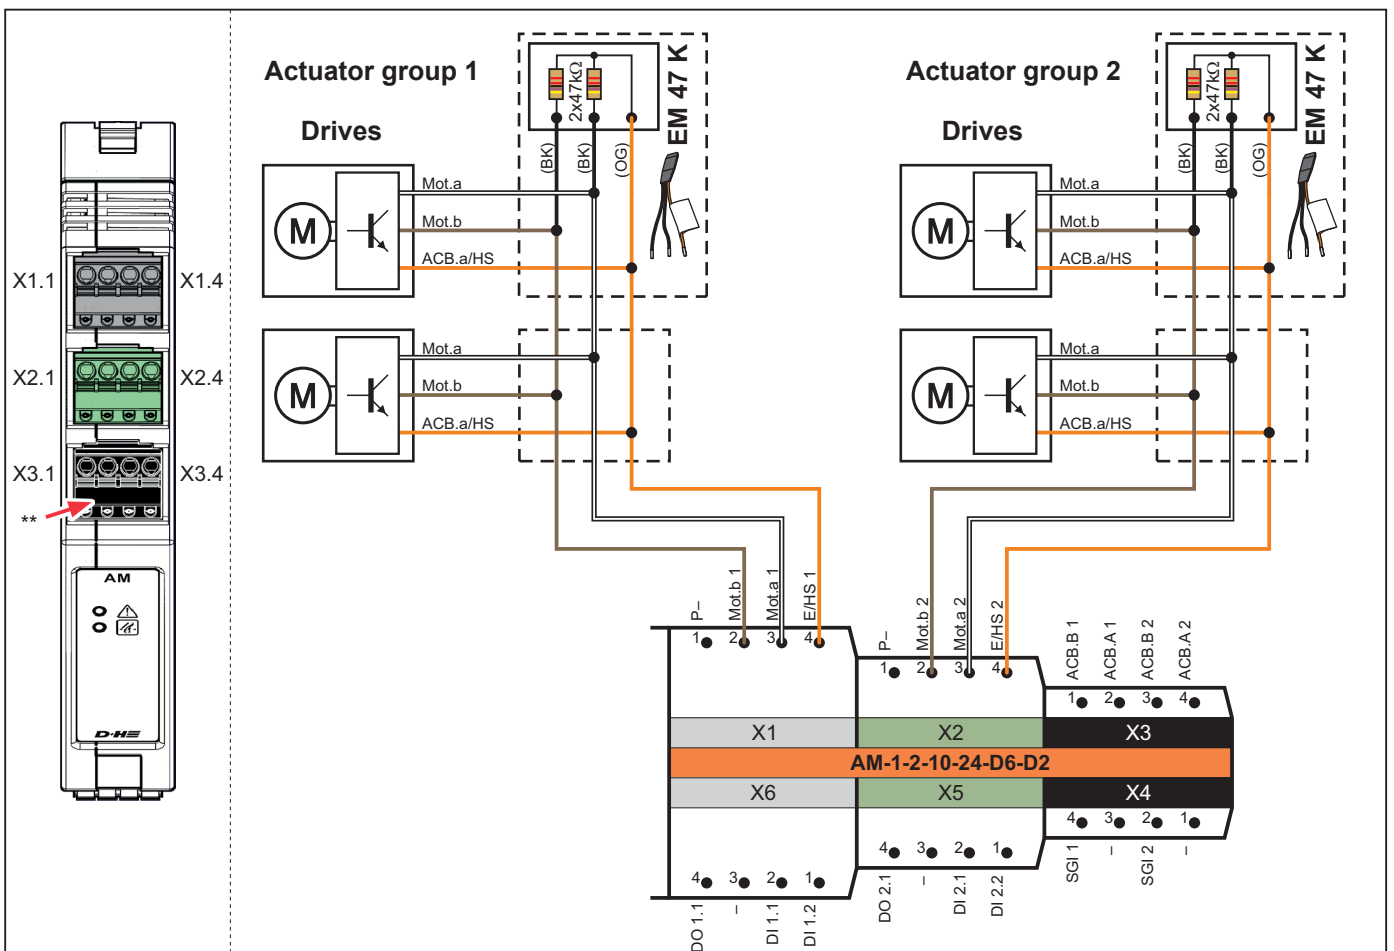 X1.1
X1.4
X2.1
X2.4
X3.1
X3.4
**
AM
D+H
Actuator group 1
Drives
2x47kΩ
EM 47 K
(BK)
(BK)
(OG)
M
Mot.a
Mot.b
ACB.a/HS
M
Mot.a
Mot.b
ACB.a/HS
Actuator group 2
Drives
2x47kΩ
EM 47 K
(BK)
(BK)
(OG)
M
Mot.a
Mot.b
ACB.a/HS
M
Mot.a
Mot.b
ACB.a/HS
P–
Mot.b 1
Mot.a 1
E/HS 1
1 2 3 4
P–
Mot.b 2
Mot.a 2
E/HS 2
1 2 3 4
ACB.B 1
ACB.A 1
ACB.B 2
ACB.A 2
1 2 3 4
X1 X2 X3
AM-1-2-10-24-D6-D2
X6 X5 X4
4 3 2 1
DO 1.1
–
DI 1.1
DI 1.2
4 3 2 1
DO 2.1
–
DI 2.1
DI 2.2
4 3 2 1
SGI 1
–
SGI 2
–